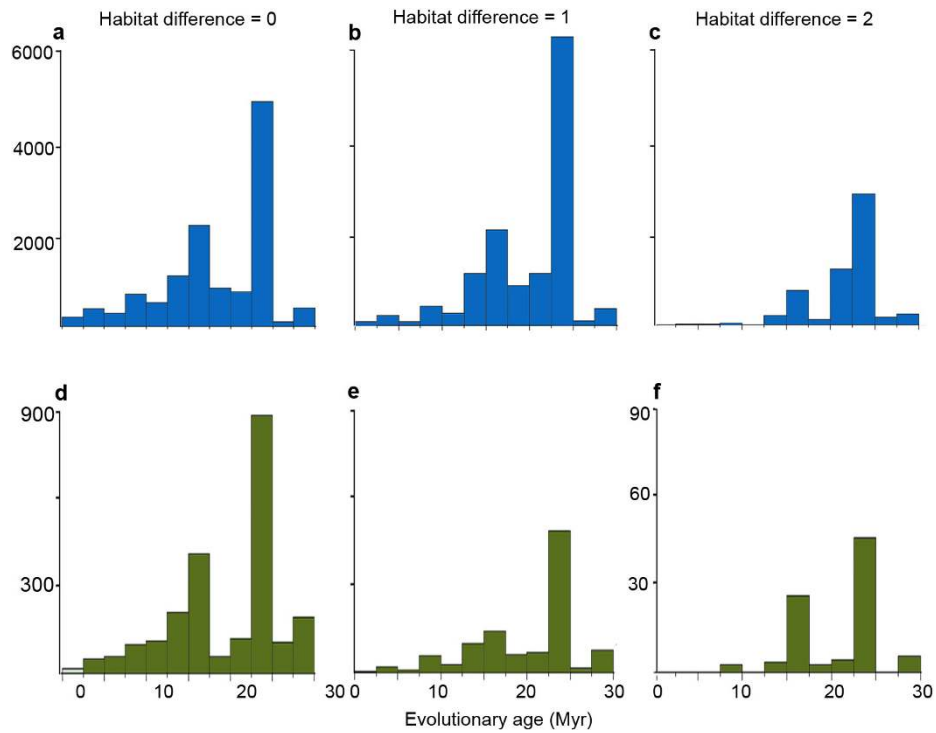 Habitat difference = 0
Habitat difference = 1
Habitat difference = 2
a
b
c
6000
4000
2000
d
e
f
900
300
90
60
30
0
10
20
30
0
10
20
30
0
10
20
30
Evolutionary age (Myr)